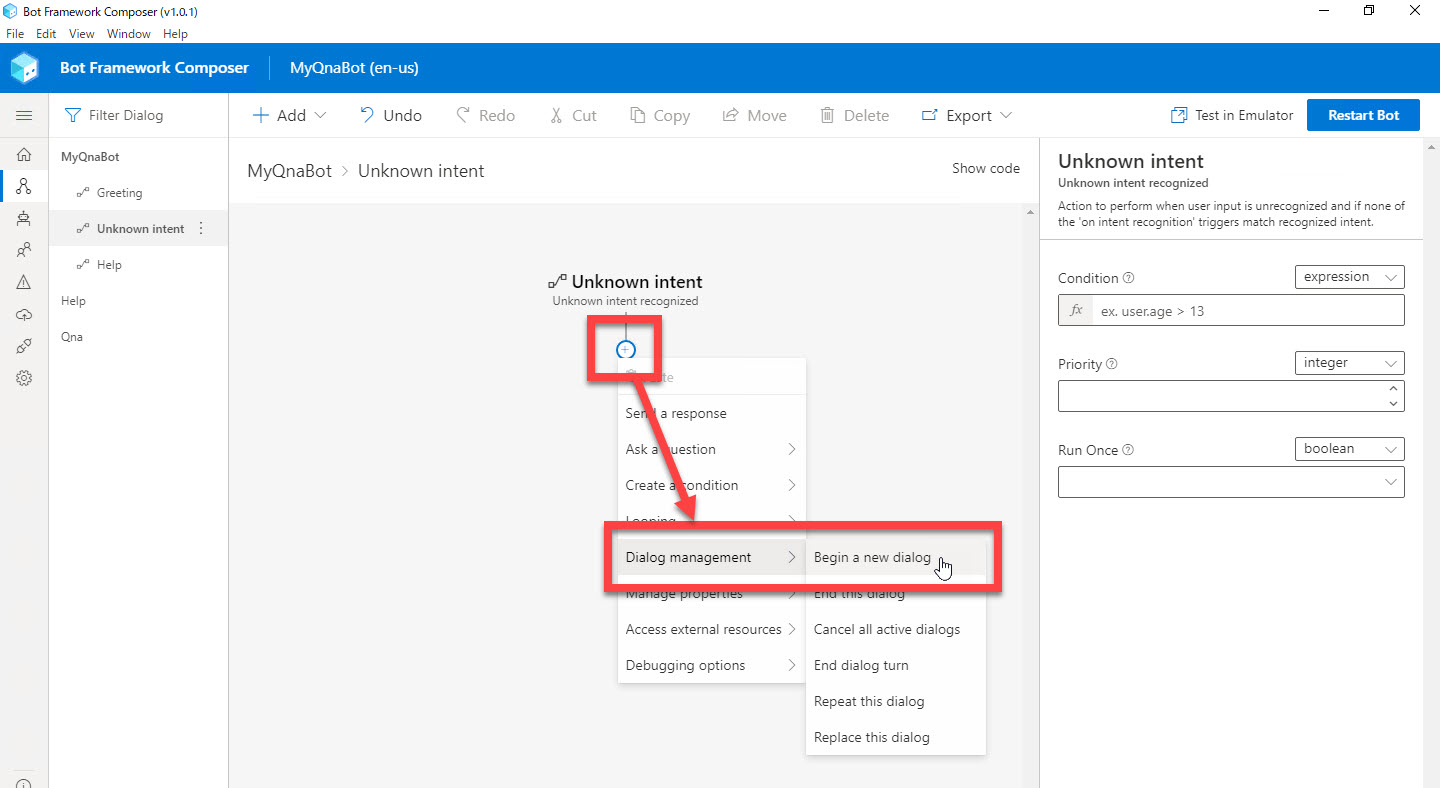 Bot Framework Composer (v1.0.1)
File Edit View Window Help
Bot Framework Composer MyQnaBot (en-us)
Filter Dialog
Add Undo Redo Cut Copy Move Delete Export Test in Emulator Restart Bot
MyQnaBot
Greeting
Unknown intent
Help
Help
Qna
MyQnaBot > Unknown intent Show code
Unknown intent
Unknown intent recognized
Send a response
Ask a question
Create a condition
Looping
Dialog management
Manage properties
Access external resources
Debugging options
Begin a new dialog
End this dialog
Cancel all active dialogs
End dialog turn
Repeat this dialog
Replace this dialog
Unknown intent
Unknown intent recognized
Action to perform when user input is unrecognized and if none of
the 'on intent recognition' triggers match recognized intent.
Condition expression
fx ex. user.age > 13
Priority integer
Run Once boolean